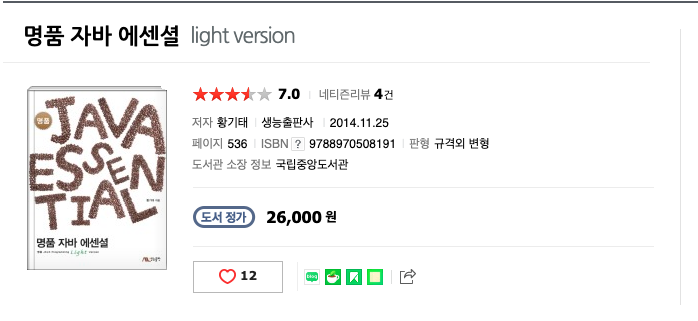 명품 자바 에센셜 light version
7.0 네티즌리뷰 4건
저자 황기태 생능출판사 2014.11.25
페이지 536 ISBN ? 9788970508191 판형 규격외 변형
도서관 소장 정보 국립중앙도서관
도서 정가 26,000 원
12
명품
JAVA
ESSEN
TIAL
명품 자바 에센셜
Light
blog